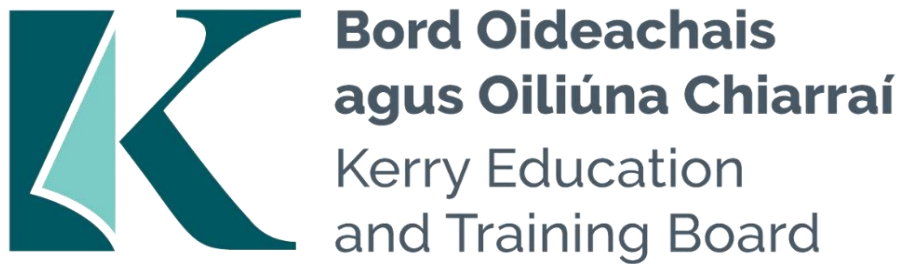 Bord Oideachais
agus Oiliúna Chiarraí
Kerry Education
and Training Board